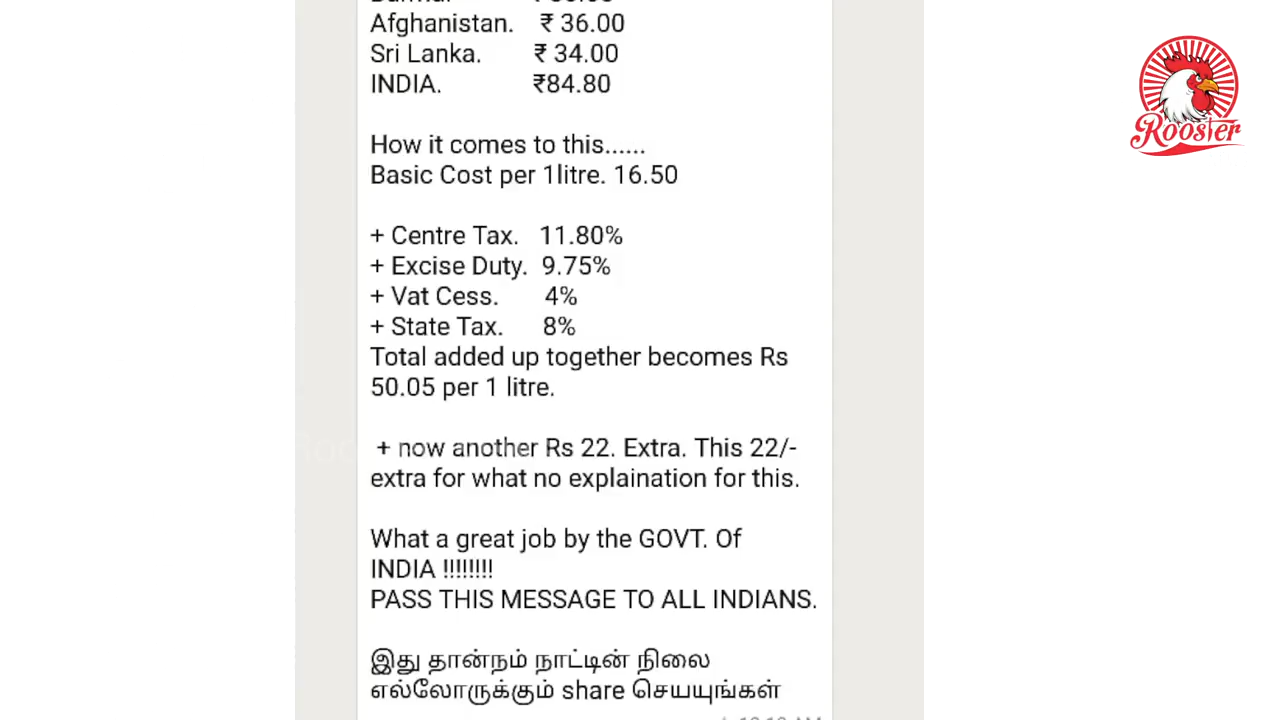 Afghanistan. ₹ 36.00
Sri Lanka. ₹ 34.00
INDIA. ₹84.80
How it comes to this......
Basic Cost per 1litre. 16.50
+ Centre Tax. 11.80%
+ Excise Duty. 9.75%
+ Vat Cess. 4%
+ State Tax. 8%
Total added up together becomes Rs
50.05 per 1 litre.
+ now another Rs 22. Extra. This 22/-
extra for what no explaination for this.
What a great job by the GOVT. Of
INDIA !!!!!!!!
PASS THIS MESSAGE TO ALL INDIANS.
இது தான்நம் நாட்டின் நிலை
எல்லோருக்கும் share செயயுங்கள்
Rooster